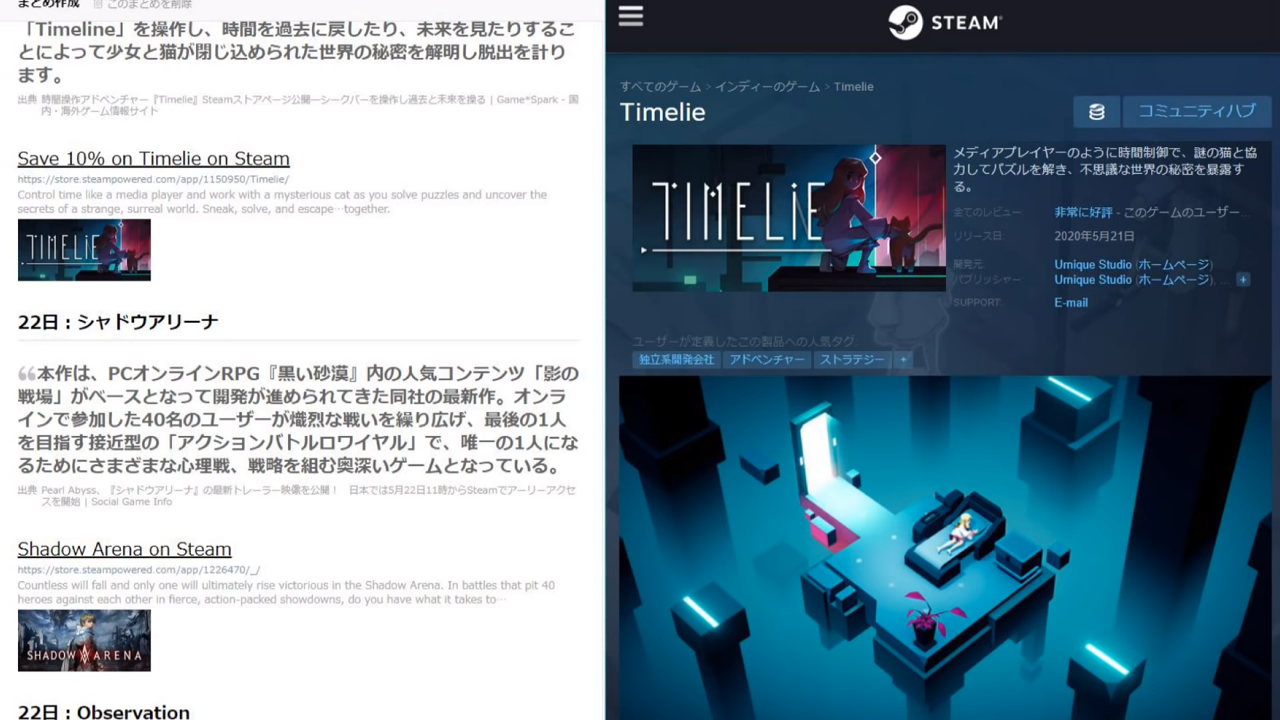 まとめ作成 このまとめを削除
「Timeline」を操作し、時間を過去に戻したり、未来を見たりするこ
とによって少女と猫が閉じ込められた世界の秘密を解明し脱出を計り
ます。
出典 時間操作アドベンチャー『Timelie』Steamストアページ公開―シークバーを操作し過去と未来を操る | Game*Spark - 国
内・海外ゲーム情報サイト
Save 10% on Timelie on Steam
https://store.steampowered.com/app/1150950/Timelie/
Control time like a media player and work with a mysterious cat as you solve puzzles and uncover the
secrets of a strange, surreal world. Sneak, solve, and escape…together.
TIMELIE
22日：シャドウアリーナ
本作は、PCオンラインRPG『黒い砂漠』内の人気コンテンツ「影の
戦場」がベースとなって開発が進められてきた同社の最新作。オンラ
インで参加した40名のユーザーが熾烈な戦いを繰り広げ、最後の1人
を目指す接近型の「アクションバトルロワイヤル」で、唯一の1人にな
るためにさまざまな心理戦、戦略を組む奥深いゲームとなっている。
出典 Pearl Abyss、『シャドウアリーナ』の最新トレーラー映像を公開！ 日本では5月22日11時からSteamでアーリーアクセ
スを開始 | Social Game Info
Shadow Arena on Steam
https://store.steampowered.com/app/1226470/_/
Countless will fall and only one will ultimately rise victorious in the Shadow Arena. In battles that pit 40
heroes against each other in fierce, action-packed showdowns, do you have what it takes to…
SHADOW ARENA
22日：Observation
STEAM
すべてのゲーム > インディーのゲーム > Timelie
Timelie
コミュニティハブ
TIMELIE
メディアプレイヤーのように時間制御で、謎の猫と協
力してパズルを解き、不思議な世界の秘密を暴露す
る。
全てのレビュー: 非常に好評 - このゲームのユーザー
リリース日: 2020年5月21日
開発元: Urnique Studio (ホームページ)
パブリッシャー: Urnique Studio (ホームページ), ... +
SUPPORT: E-mail
ユーザーが定義したこの製品への人気タグ:
独立系開発会社 アドベンチャー ストラテジー +